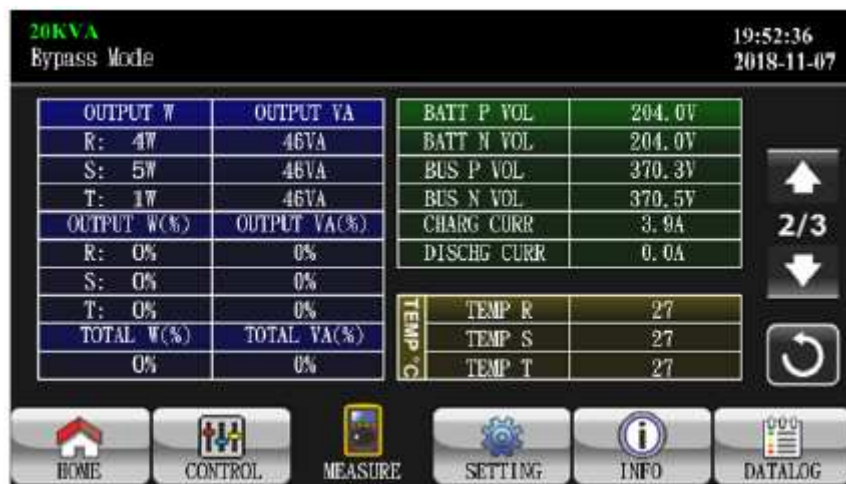 20KVA
Bypass Mode
19:52:36
2018-11-07
OUTPUT W OUTPUT VA
R: 4W 46VA
S: 5W 46VA
T: 1W 46VA
OUTPUT W(%) OUTPUT VA(%)
R: 0% 0%
S: 0% 0%
T: 0% 0%
TOTAL W(%) TOTAL VA(%)
0% 0%
BATT P VOL 204.0V
BATT N VOL 204.0V
BUS P VOL 370.3V
BUS N VOL 370.5V
CHARG CURR 3.9A
DISCHG CURR 0.0A
TEMP °C
TEMP R 27
TEMP S 27
TEMP T 27
2/3
HOME CONTROL MEASURE SETTING INFO DATALOG